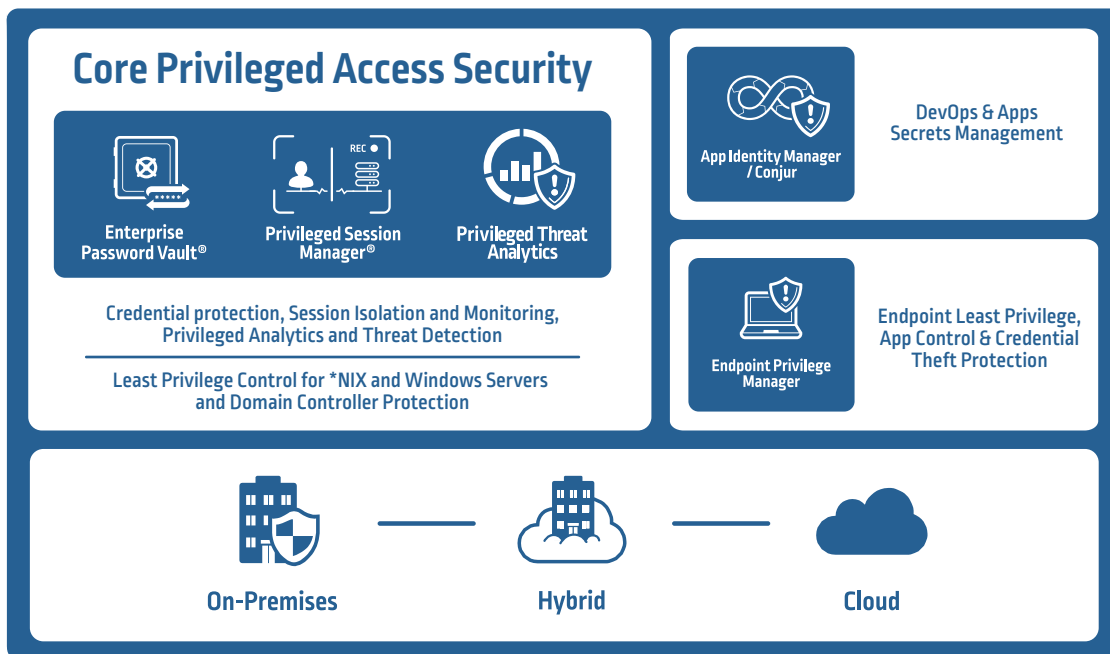 Core Privileged Access Security
REC
Enterprise
Password Vault®
Privileged Session
Manager®
Privileged Threat
Analytics
Credential protection, Session Isolation and Monitoring,
Privileged Analytics and Threat Detection
Least Privilege Control for *NIX and Windows Servers
and Domain Controller Protection
App Identity Manager
/ Conjur
DevOps & Apps
Secrets Management
Endpoint Privilege
Manager
Endpoint Least Privilege,
App Control & Credential
Theft Protection
On-Premises
Hybrid
Cloud